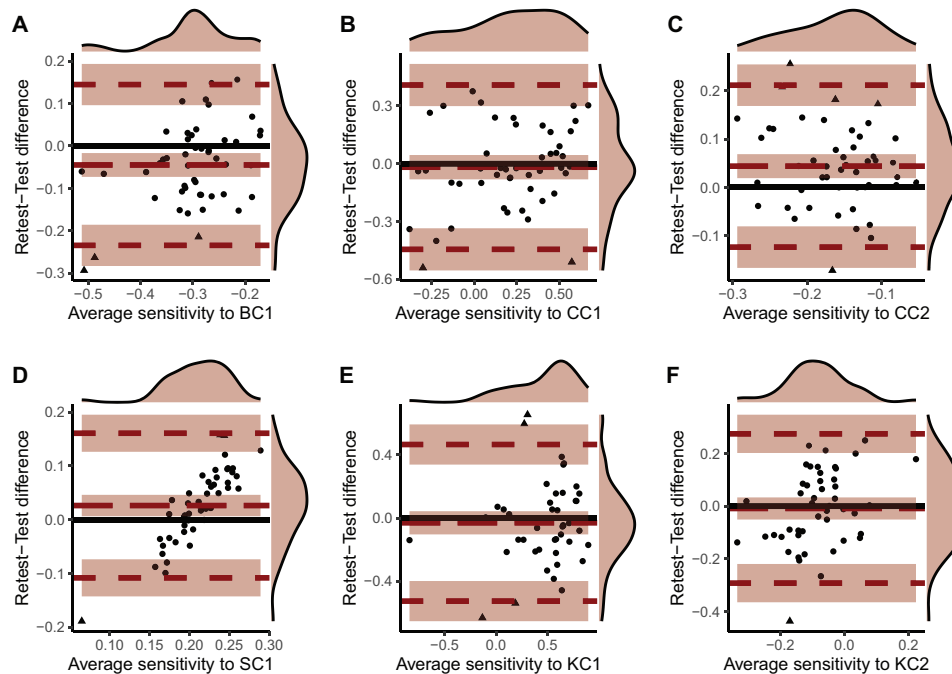 A
B
C
Retest−Test difference
0.2
0.1
0.0
−0.1
−0.2
−0.3
−0.5
−0.4
−0.3
−0.2
Average sensitivity to BC1
Retest−Test difference
0.3
0.0
−0.3
−0.6
−0.25
0.00
0.25
0.50
Average sensitivity to CC1
Retest−Test difference
0.2
0.1
0.0
−0.1
−0.3
−0.2
−0.1
Average sensitivity to CC2
D
E
F
Retest−Test difference
0.2
0.1
0.0
−0.1
−0.2
0.10
0.15
0.20
0.25
0.30
Average sensitivity to SC1
Retest−Test difference
0.4
0.0
−0.4
−0.5
0.0
0.5
Average sensitivity to KC1
Retest−Test difference
0.2
0.0
−0.2
−0.4
−0.2
0.0
0.2
Average sensitivity to KC2